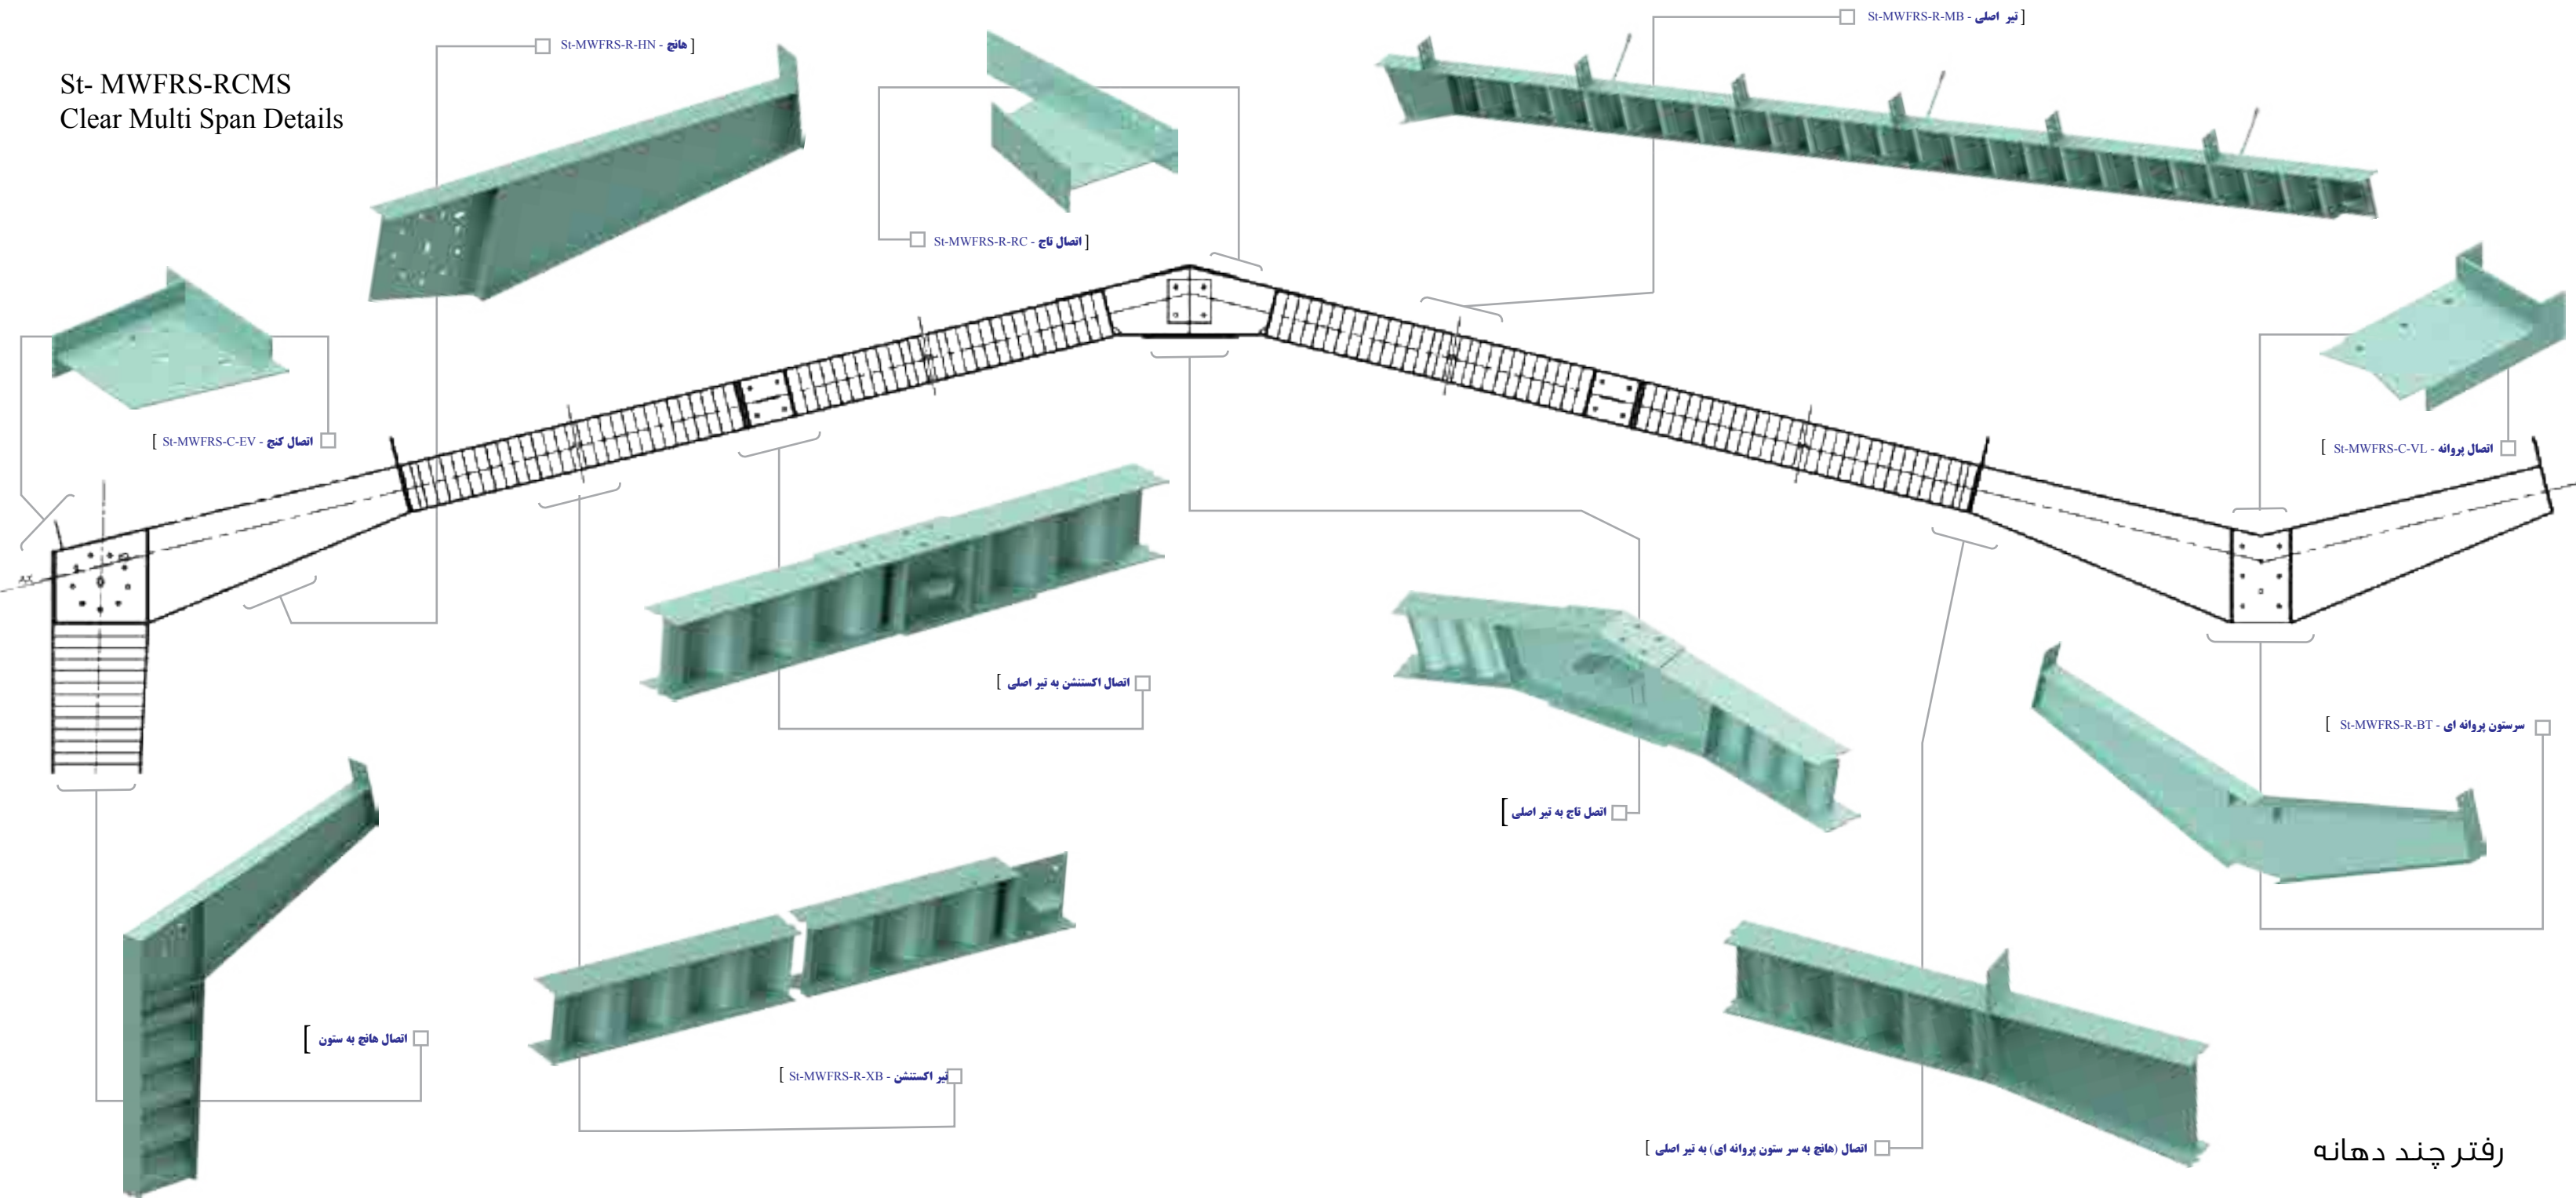 St- MWFRS-RCMS
Clear Multi Span Details
هانچ - St-MWFRS-R-HN ]
تیر اصلی - St-MWFRS-R-MB ]
اتصال تاج - St-MWFRS-R-RC ]
اتصال کنج - St-MWFRS-C-EV [
اتصال پروانه - St-MWFRS-C-VL [
اتصال اکستنشن به تیر اصلی [
سرستون پروانه ای - St-MWFRS-R-BT [
اتصل تاج به تیر اصلی [
اتصال هانچ به ستون [
تیر اکستنشن - St-MWFRS-R-XB [
اتصال (هانچ به سر ستون پروانه ای) به تیر اصلی [
رفتر چند دهانه